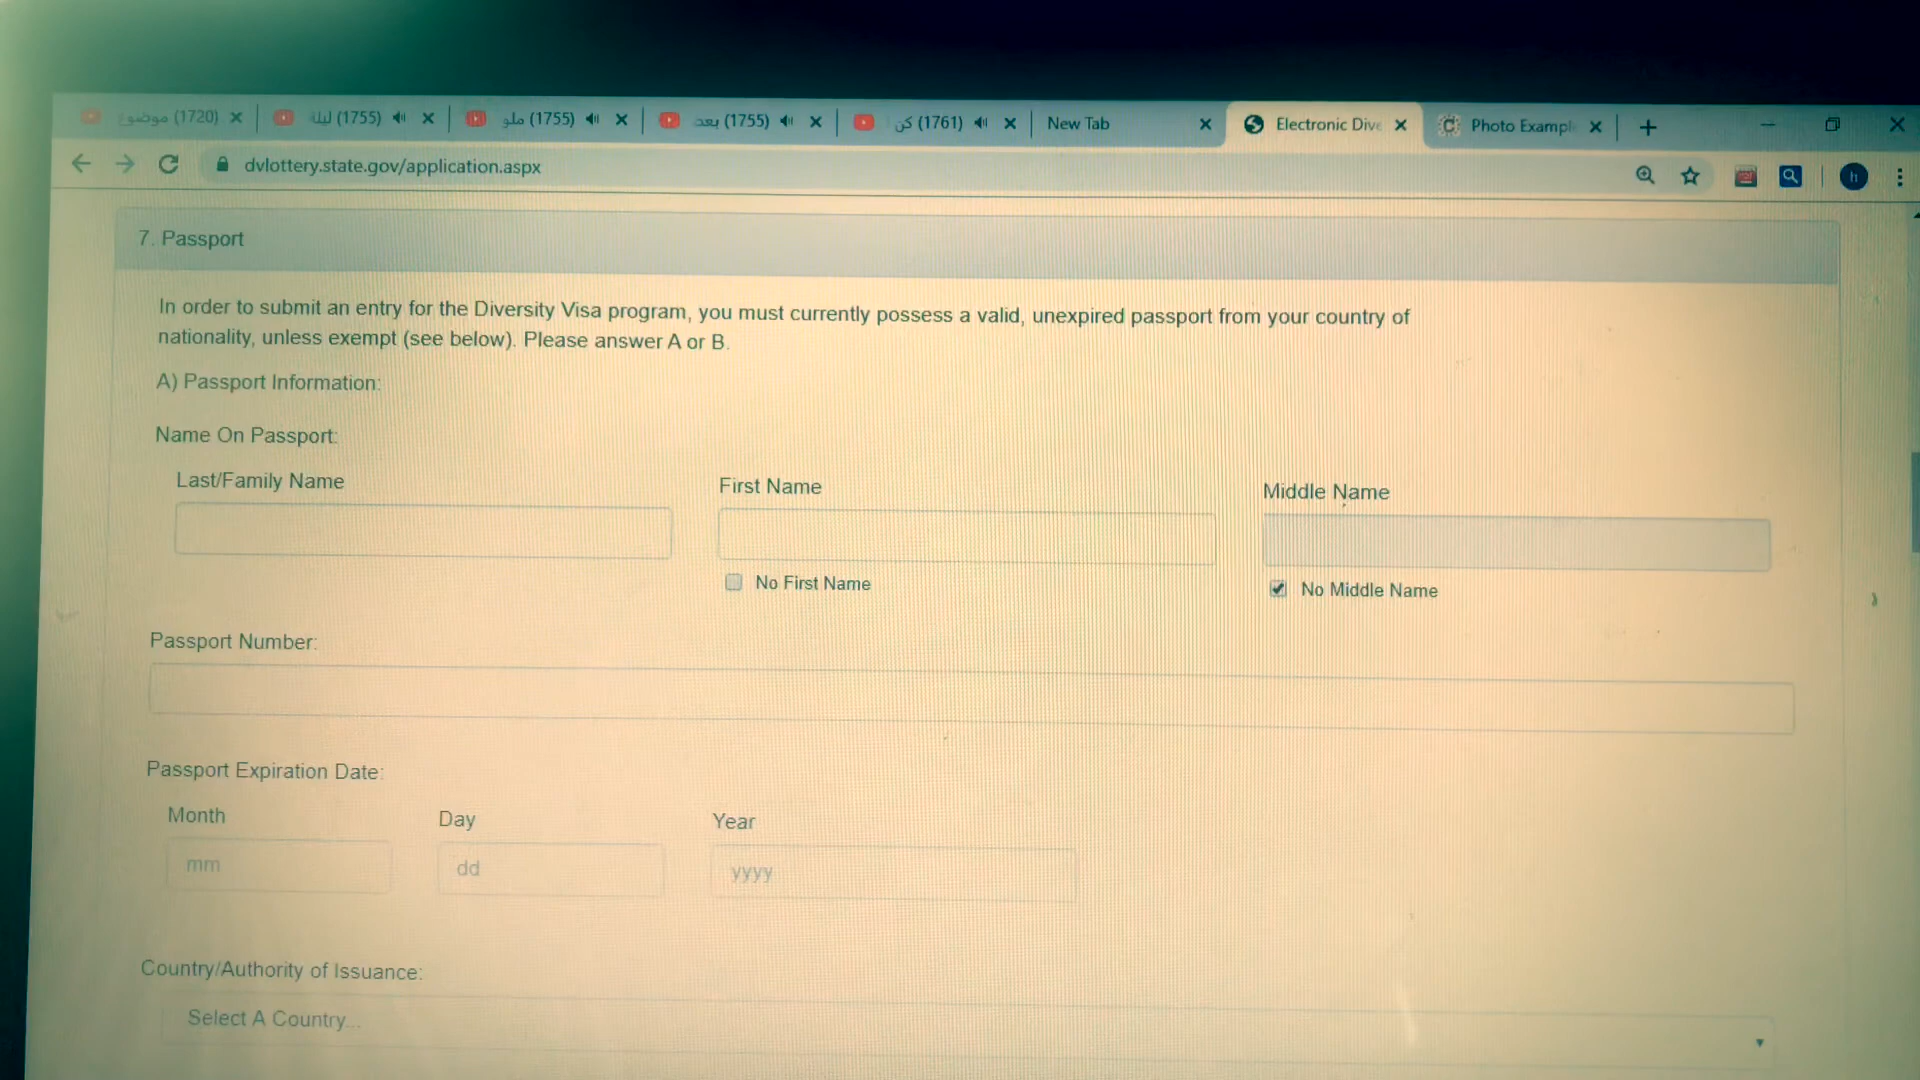 موضوع (1720)
ليلة (1755)
ملو (1755)
بعد (1755)
كن (1761)
New Tab
Electronic Dive
Photo Exampl
dvlottery.state.gov/application.aspx
h
7. Passport
In order to submit an entry for the Diversity Visa program, you must currently possess a valid, unexpired passport from your country of
nationality, unless exempt (see below). Please answer A or B.
A) Passport Information:
Name On Passport:
Last/Family Name
First Name
Middle Name
No First Name
No Middle Name
Passport Number:
Passport Expiration Date:
Month
Day
Year
mm
dd
yyyy
Country/Authority of Issuance:
Select A Country...